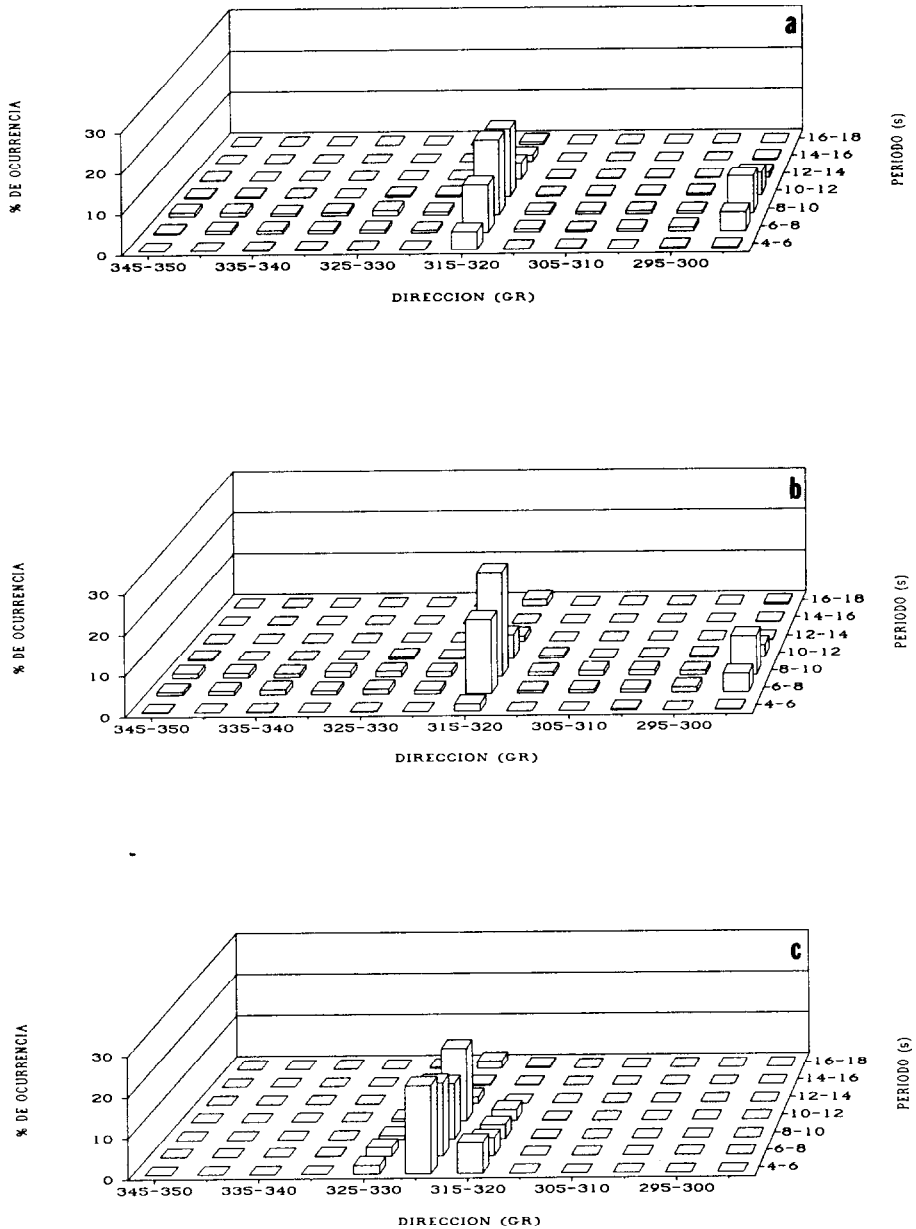 a
% DE OCURRENCIA
30
20
10
0
345-350 335-340 325-330 315-320 305-310 295-300
DIRECCION (GR)
16-18
14-16
12-14
10-12
8-10
6-8
4-6
PERIODO (s)
b
% DE OCURRENCIA
30
20
10
0
345-350 335-340 325-330 315-320 305-310 295-300
DIRECCION (GR)
16-18
14-16
12-14
10-12
8-10
6-8
4-6
PERIODO (s)
c
% DE OCURRENCIA
30
20
10
0
345-350 335-340 325-330 315-320 305-310 295-300
DIRECCION (GR)
16-18
14-16
12-14
10-12
8-10
6-8
4-6
PERIODO (s)